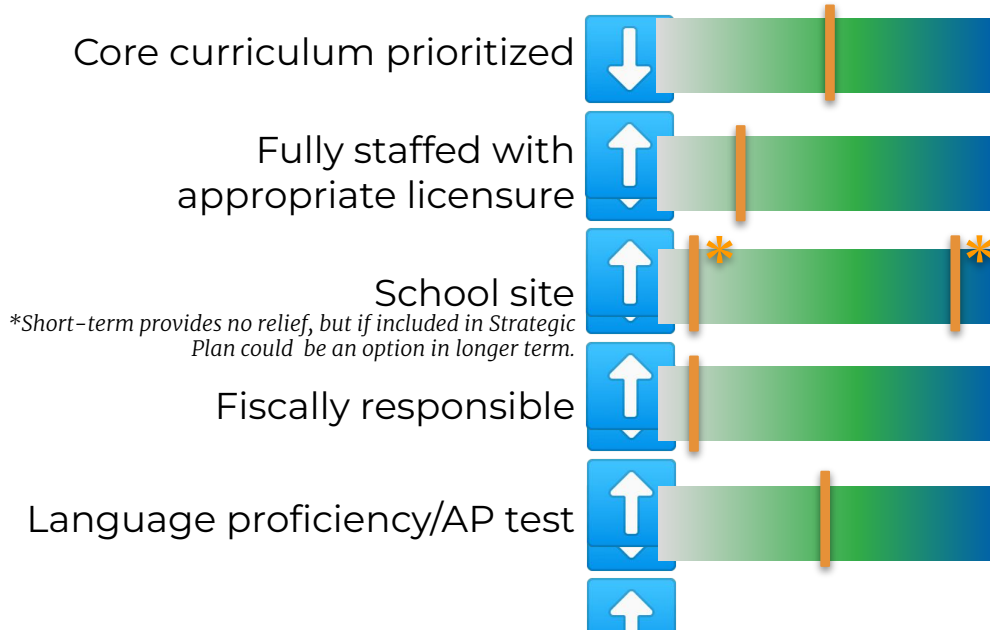 Core curriculum prioritized
Fully staffed with
appropriate licensure
* *
School site
*Short-term provides no relief, but if included in Strategic
Plan could be an option in longer term.
Fiscally responsible
Language proficiency/AP test